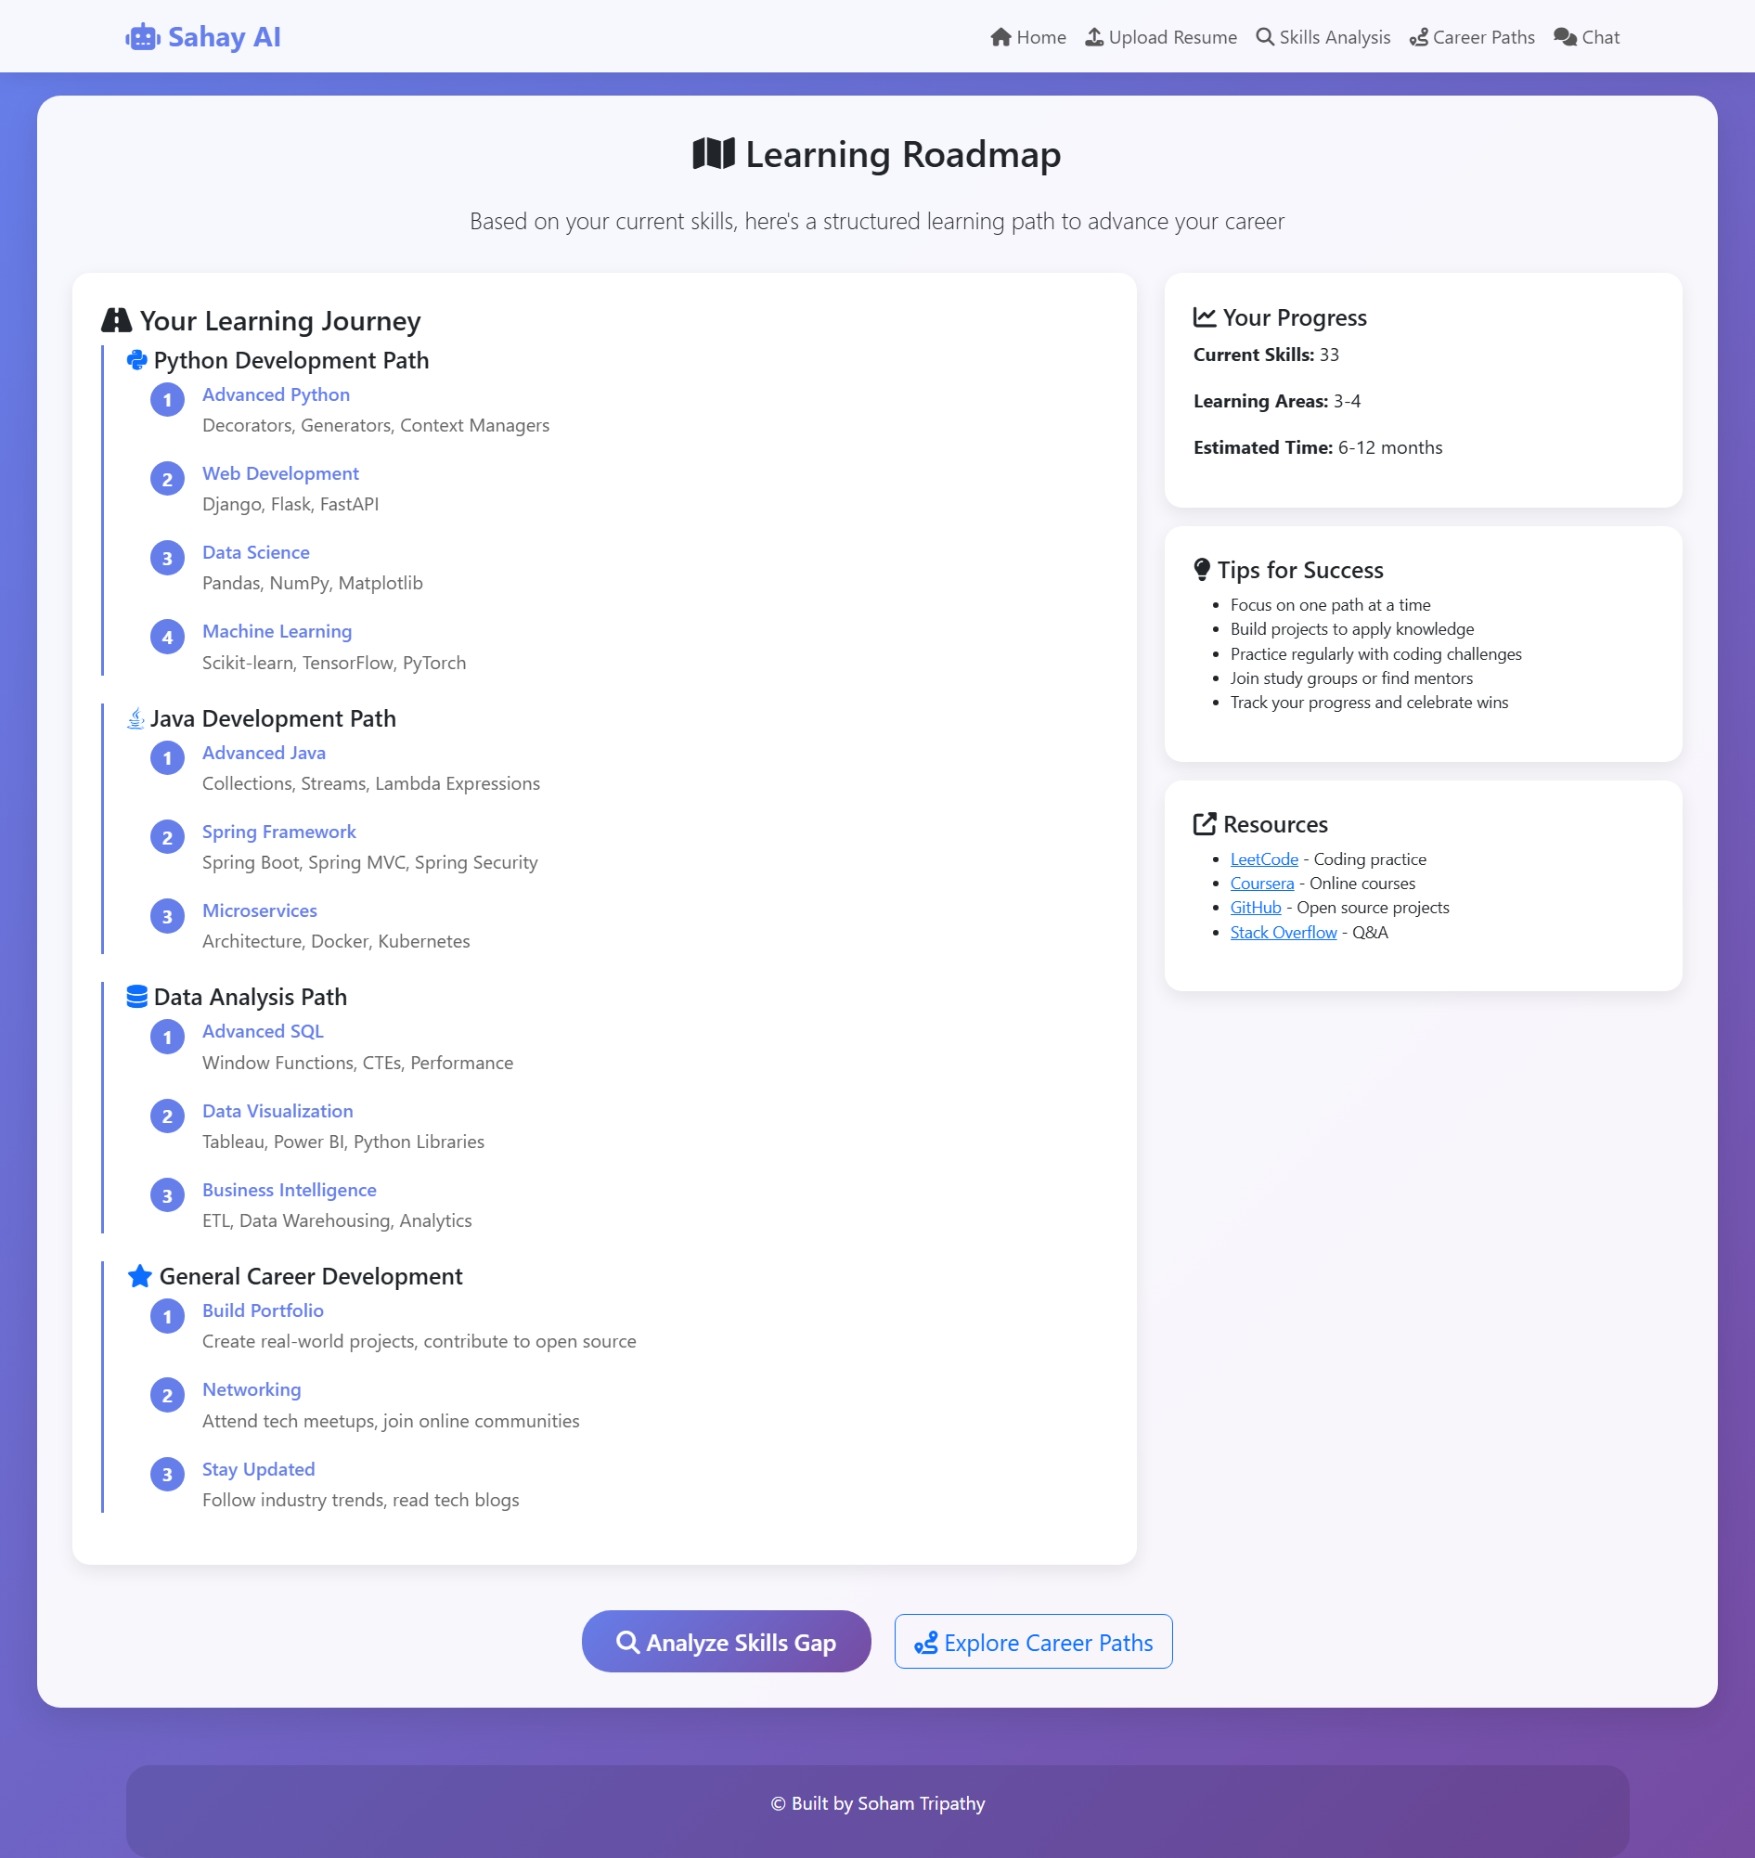 Sahay AI
Home Upload Resume Skills Analysis Career Paths Chat
Learning Roadmap
Based on your current skills, here's a structured learning path to advance your career
Your Learning Journey
Python Development Path
1 Advanced Python
Decorators, Generators, Context Managers
2 Web Development
Django, Flask, FastAPI
3 Data Science
Pandas, NumPy, Matplotlib
4 Machine Learning
Scikit-learn, TensorFlow, PyTorch
Java Development Path
1 Advanced Java
Collections, Streams, Lambda Expressions
2 Spring Framework
Spring Boot, Spring MVC, Spring Security
3 Microservices
Architecture, Docker, Kubernetes
Data Analysis Path
1 Advanced SQL
Window Functions, CTEs, Performance
2 Data Visualization
Tableau, Power BI, Python Libraries
3 Business Intelligence
ETL, Data Warehousing, Analytics
General Career Development
1 Build Portfolio
Create real-world projects, contribute to open source
2 Networking
Attend tech meetups, join online communities
3 Stay Updated
Follow industry trends, read tech blogs
Your Progress
Current Skills: 33
Learning Areas: 3-4
Estimated Time: 6-12 months
Tips for Success
• Focus on one path at a time
• Build projects to apply knowledge
• Practice regularly with coding challenges
• Join study groups or find mentors
• Track your progress and celebrate wins
Resources
• LeetCode - Coding practice
• Coursera - Online courses
• GitHub - Open source projects
• Stack Overflow - Q&A
Analyze Skills Gap
Explore Career Paths
© Built by Soham Tripathy